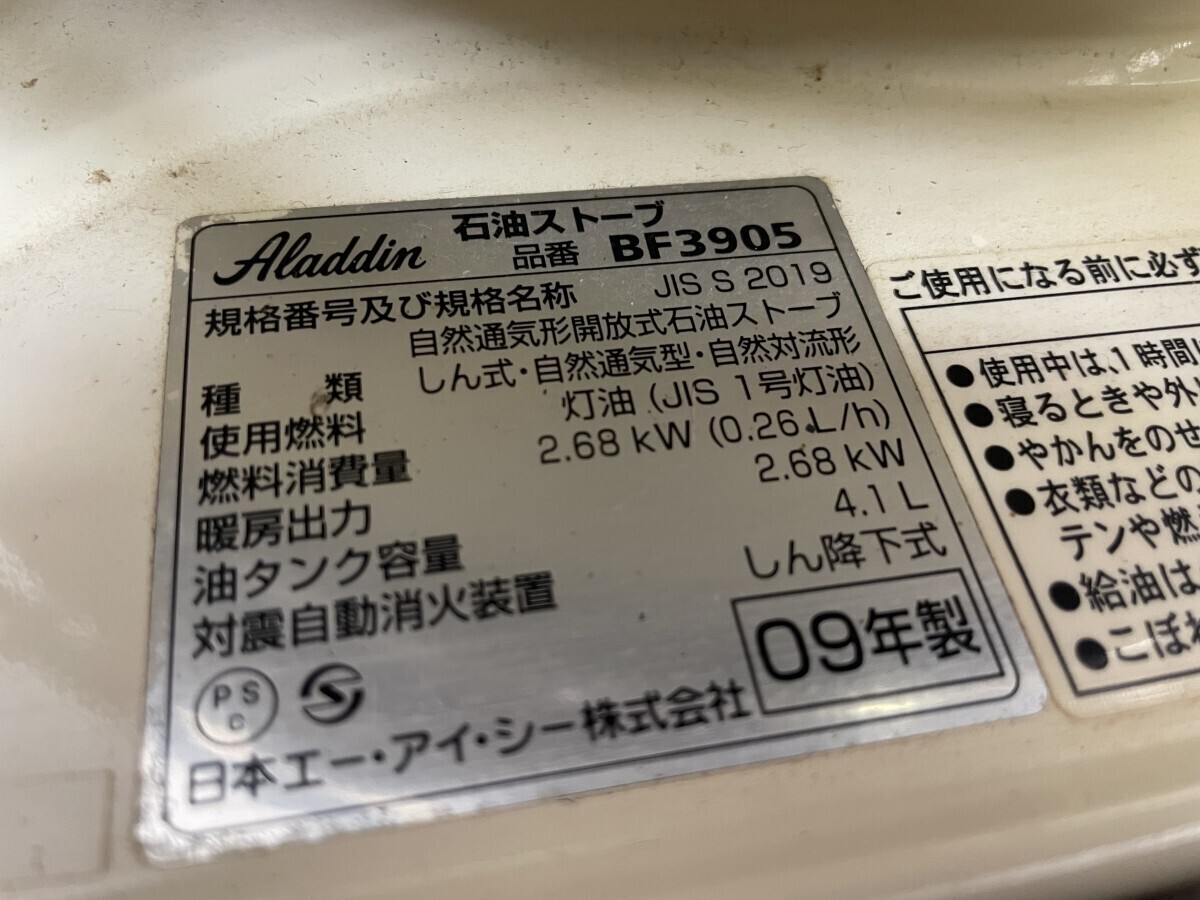 Aladdin
石油ストーブ
品番 BF3905
規格番号及び規格名称 JIS S 2019
自然通気形開放式石油ストーブ
種類 しん式・自然通気型・自然対流形
使用燃料 灯油 (JIS 1号灯油)
燃料消費量 2.68 kW (0.26 L/h)
暖房出力 2.68 kW
油タンク容量 4.1 L
対震自動消火装置 しん降下式
PS
C
09年製
日本エー・アイ・シー株式会社
ご使用になる前に必ず
●使用中は、1時間に
●寝るときや外
●やかんをのせ
●衣類などの
テンや燃
●給油は
●こぼれ